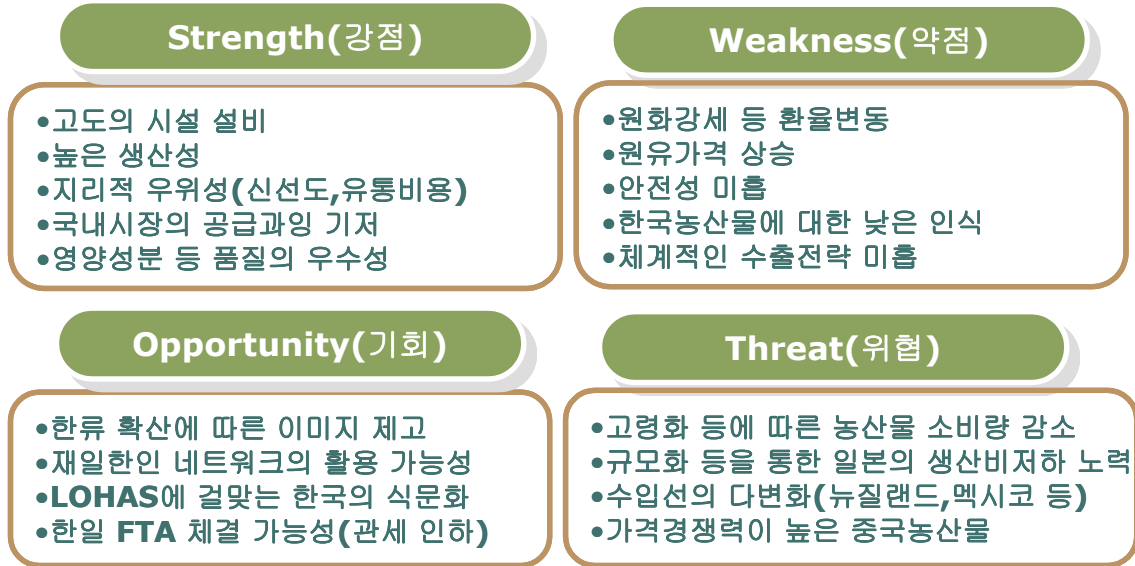 Strength(강점)
•고도의 시설 설비
•높은 생산성
•지리적 우위성(신선도,유통비용)
•국내시장의 공급과잉 기저
•영양성분 등 품질의 우수성
Weakness(약점)
•원화강세 등 환율변동
•원유가격 상승
•안전성 미흡
•한국농산물에 대한 낮은 인식
•체계적인 수출전략 미흡
Opportunity(기회)
•한류 확산에 따른 이미지 제고
•재일한인 네트워크의 활용 가능성
•LOHAS에 걸맞는 한국의 식문화
•한일 FTA 체결 가능성(관세 인하)
Threat(위협)
•고령화 등에 따른 농산물 소비량 감소
•규모화 등을 통한 일본의 생산비저하 노력
•수입선의 다변화(뉴질랜드,멕시코 등)
•가격경쟁력이 높은 중국농산물